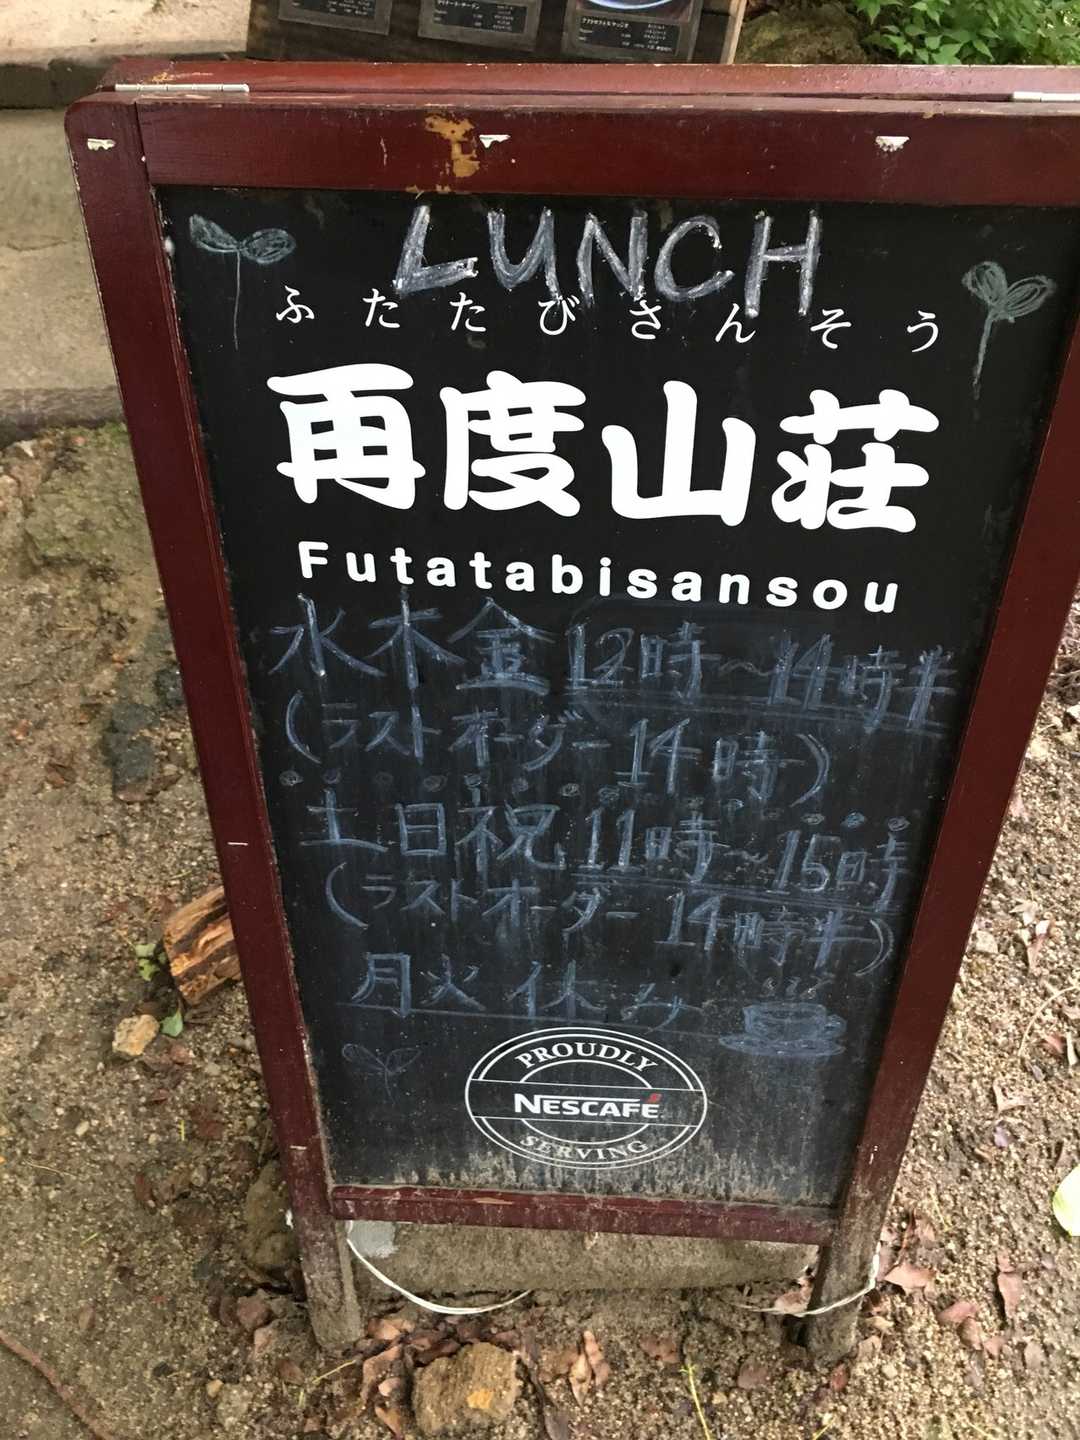 LUNCH
ふたたびさんそう
再度山荘
Futatabisansou
水木金12時～14時半
(ラストオーダー14時)
土日祝11時～15時
(ラストオーダー14時半)
月火休み
PROUDLY
NESCAFÉ
SERVING